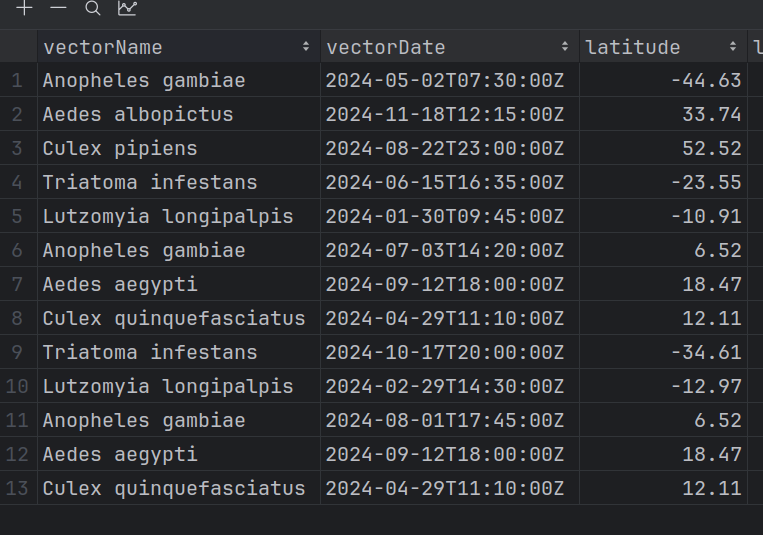 vectorName vectorDate latitude l
1 Anopheles gambiae 2024-05-02T07:30:00Z -44.63
2 Aedes albopictus 2024-11-18T12:15:00Z 33.74
3 Culex pipiens 2024-08-22T23:00:00Z 52.52
4 Triatoma infestans 2024-06-15T16:35:00Z -23.55
5 Lutzomyia longipalpis 2024-01-30T09:45:00Z -10.91
6 Anopheles gambiae 2024-07-03T14:20:00Z 6.52
7 Aedes aegypti 2024-09-12T18:00:00Z 18.47
8 Culex quinquefasciatus 2024-04-29T11:10:00Z 12.11
9 Triatoma infestans 2024-10-17T20:00:00Z -34.61
10 Lutzomyia longipalpis 2024-02-29T14:30:00Z -12.97
11 Anopheles gambiae 2024-08-01T17:45:00Z 6.52
12 Aedes aegypti 2024-09-12T18:00:00Z 18.47
13 Culex quinquefasciatus 2024-04-29T11:10:00Z 12.11